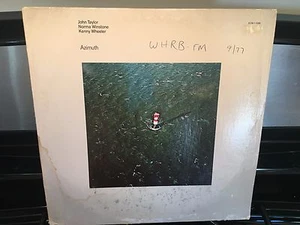 John Taylor
Norma Winstone
Kenny Wheeler
Azimuth
WHRB FM 9/77